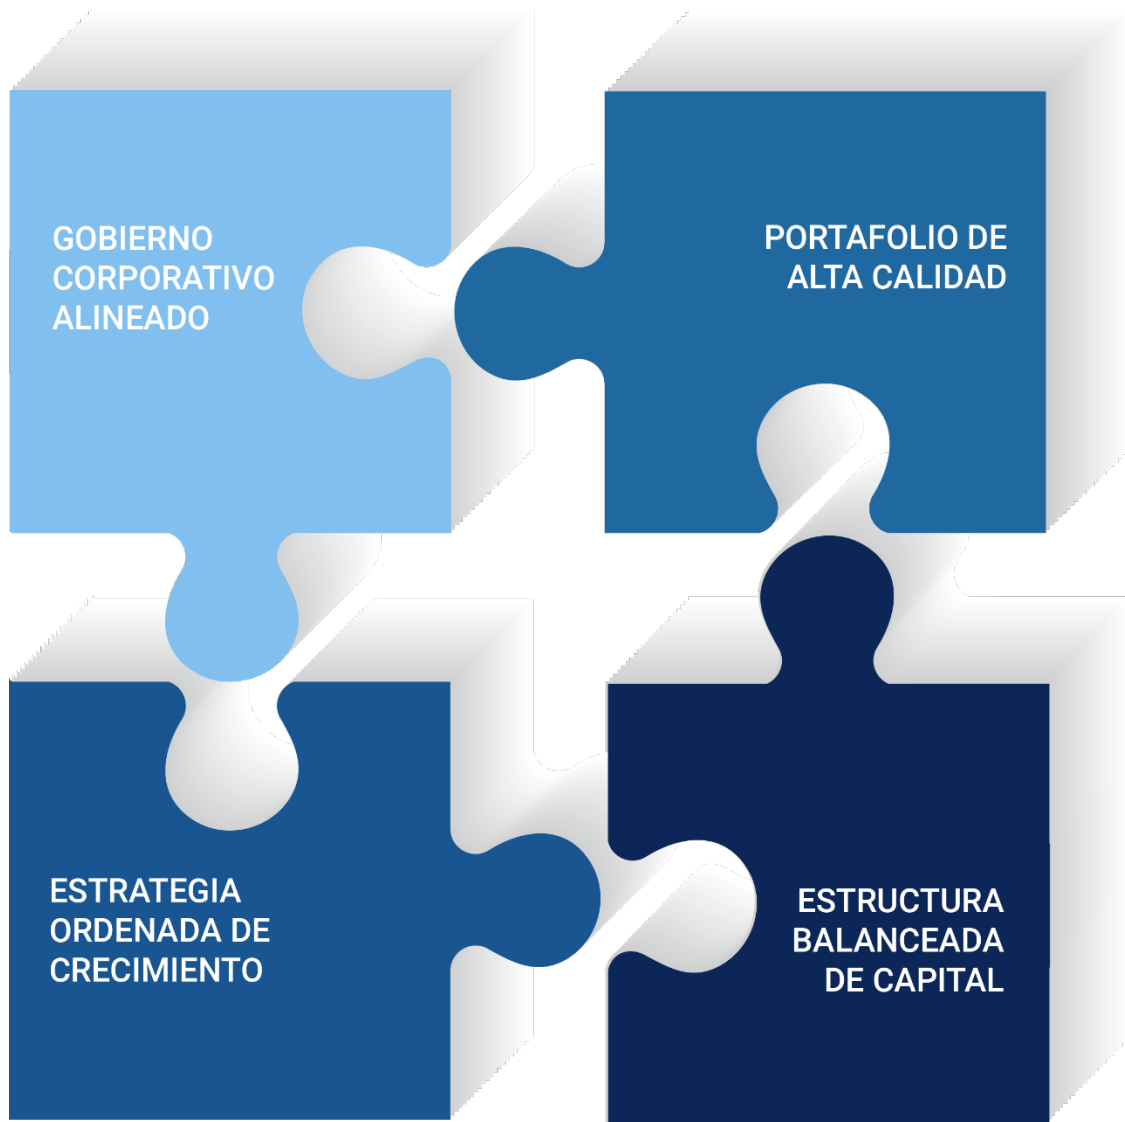 GOBIERNO
CORPORATIVO
ALINEADO
PORTAFOLIO DE
ALTA CALIDAD
ESTRATEGIA
ORDENADA DE
CRECIMIENTO
ESTRUCTURA
BALANCEADA
DE CAPITAL